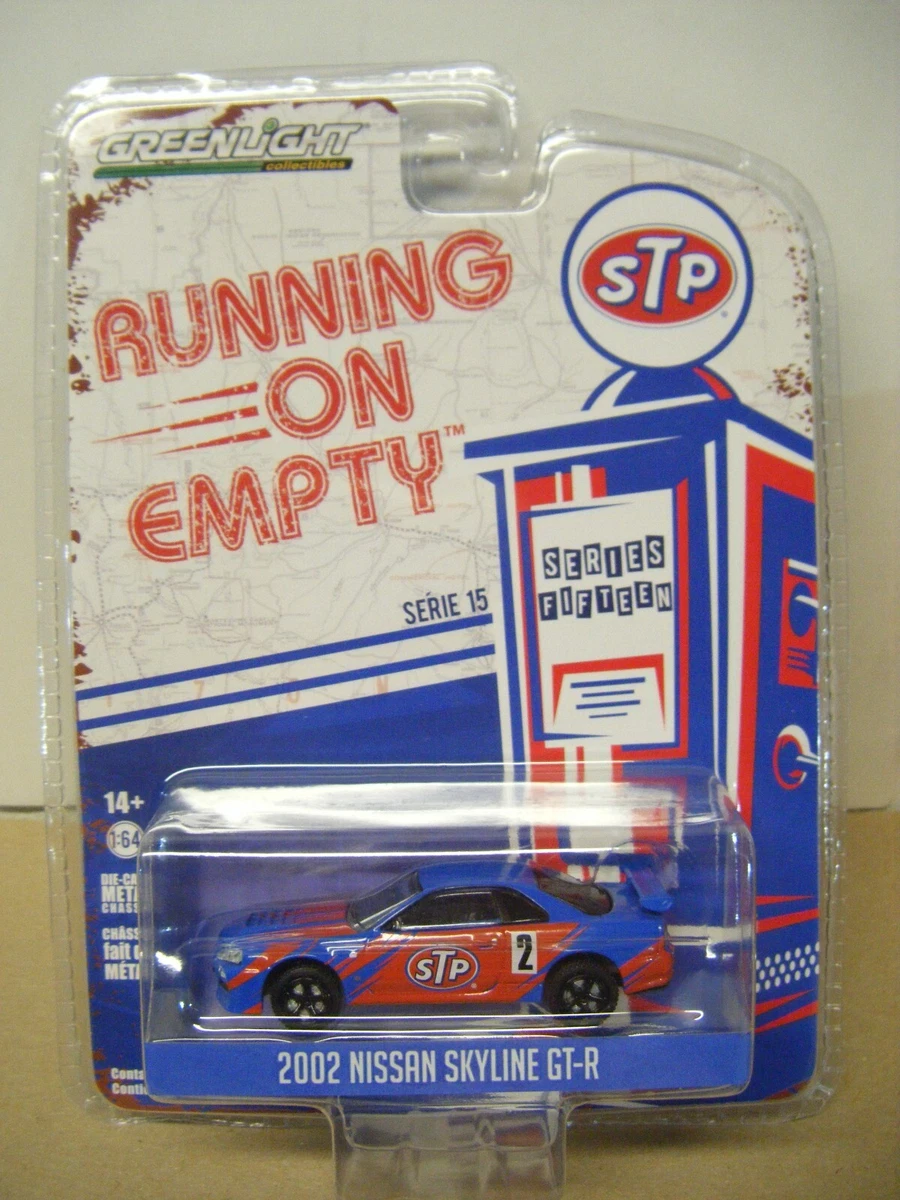 GREENLIGHT
collectibles
STP
RUNNING
ON
EMPTY™
SERIES
FIFTEEN
SÉRIE 15
14+
1:64
fait
STP
2
2002 NISSAN SKYLINE GT-R